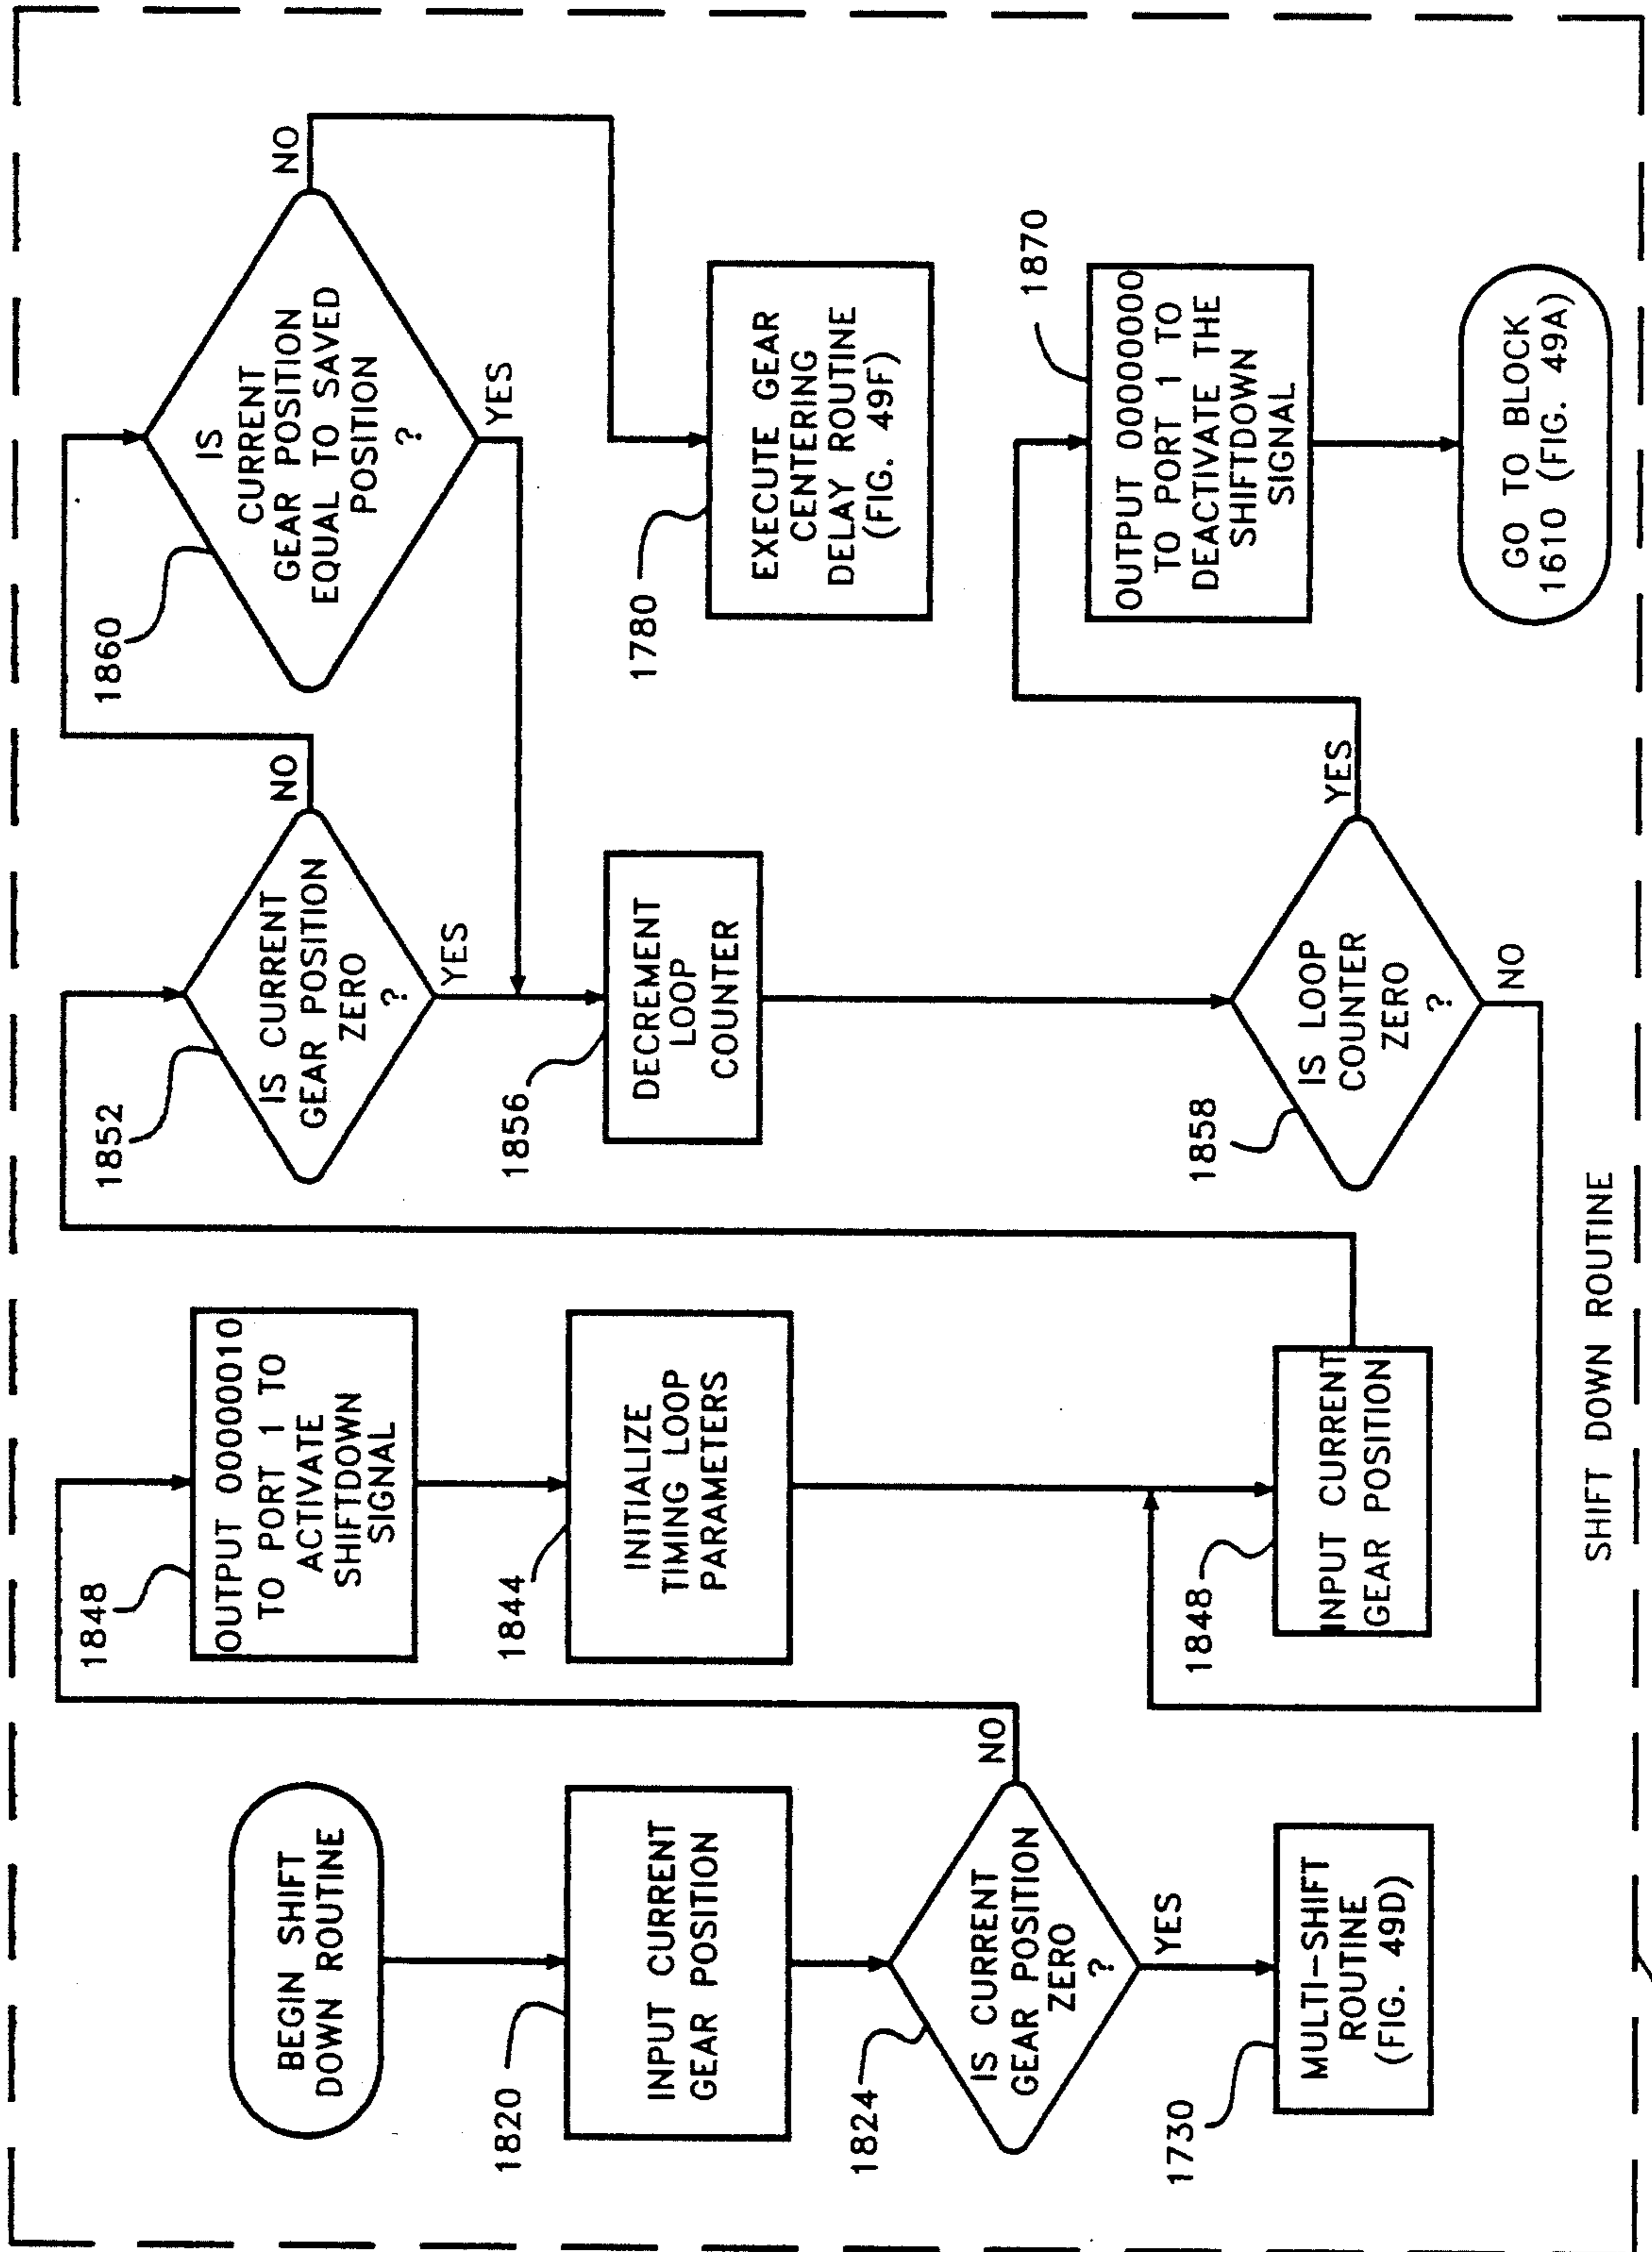 BEGIN SHIFT
DOWN ROUTINE
1820
INPUT CURRENT
GEAR POSITION
1824
IS CURRENT
GEAR POSITION
ZERO
?
NO
YES
1730
MULTI-SHIFT
ROUTINE
(FIG. 49D)
1848
OUTPUT 00000010
TO PORT 1 TO
ACTIVATE
SHIFTDOWN
SIGNAL
1844
INITIALIZE
TIMING LOOP
PARAMETERS
1848
INPUT CURRENT
GEAR POSITION
1852
IS CURRENT
GEAR POSITION
ZERO
?
NO
YES
1856
DECREMENT
LOOP
COUNTER
1858
IS LOOP
COUNTER
ZERO
?
YES
NO
1860
IS
CURRENT
GEAR POSITION
EQUAL TO SAVED
POSITION
?
NO
YES
1780
EXECUTE GEAR
CENTERING
DELAY ROUTINE
(FIG. 49F)
1870
OUTPUT 00000000
TO PORT 1 TO
DEACTIVATE THE
SHIFTDOWN
SIGNAL
GO TO BLOCK
1610 (FIG. 49A)
SHIFT DOWN ROUTINE